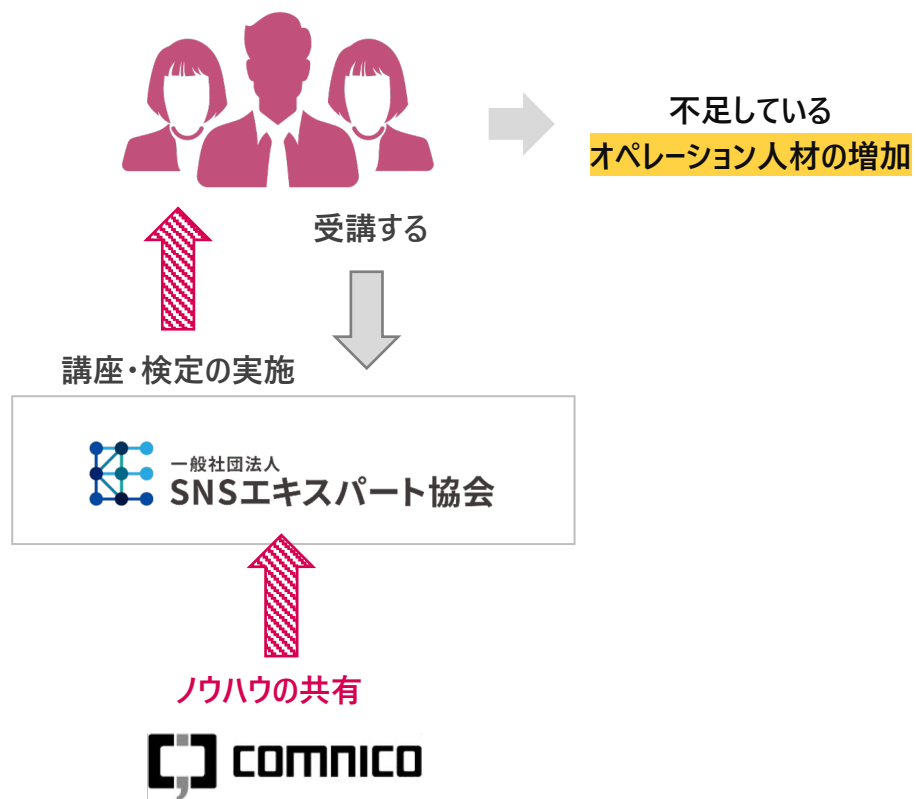 不足している
オペレーション人材の増加
受講する
講座・検定の実施
一般社団法人
SNSエキスパート協会
ノウハウの共有
comnico